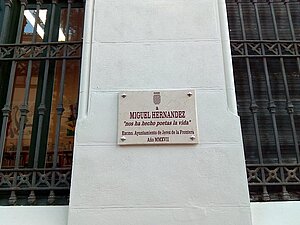 A
MIGUEL HERNANDEZ
"nos ha hecho poetas la vida"
Excmo. Ayuntamiento de Jerez de la Frontera
Año MMXVII